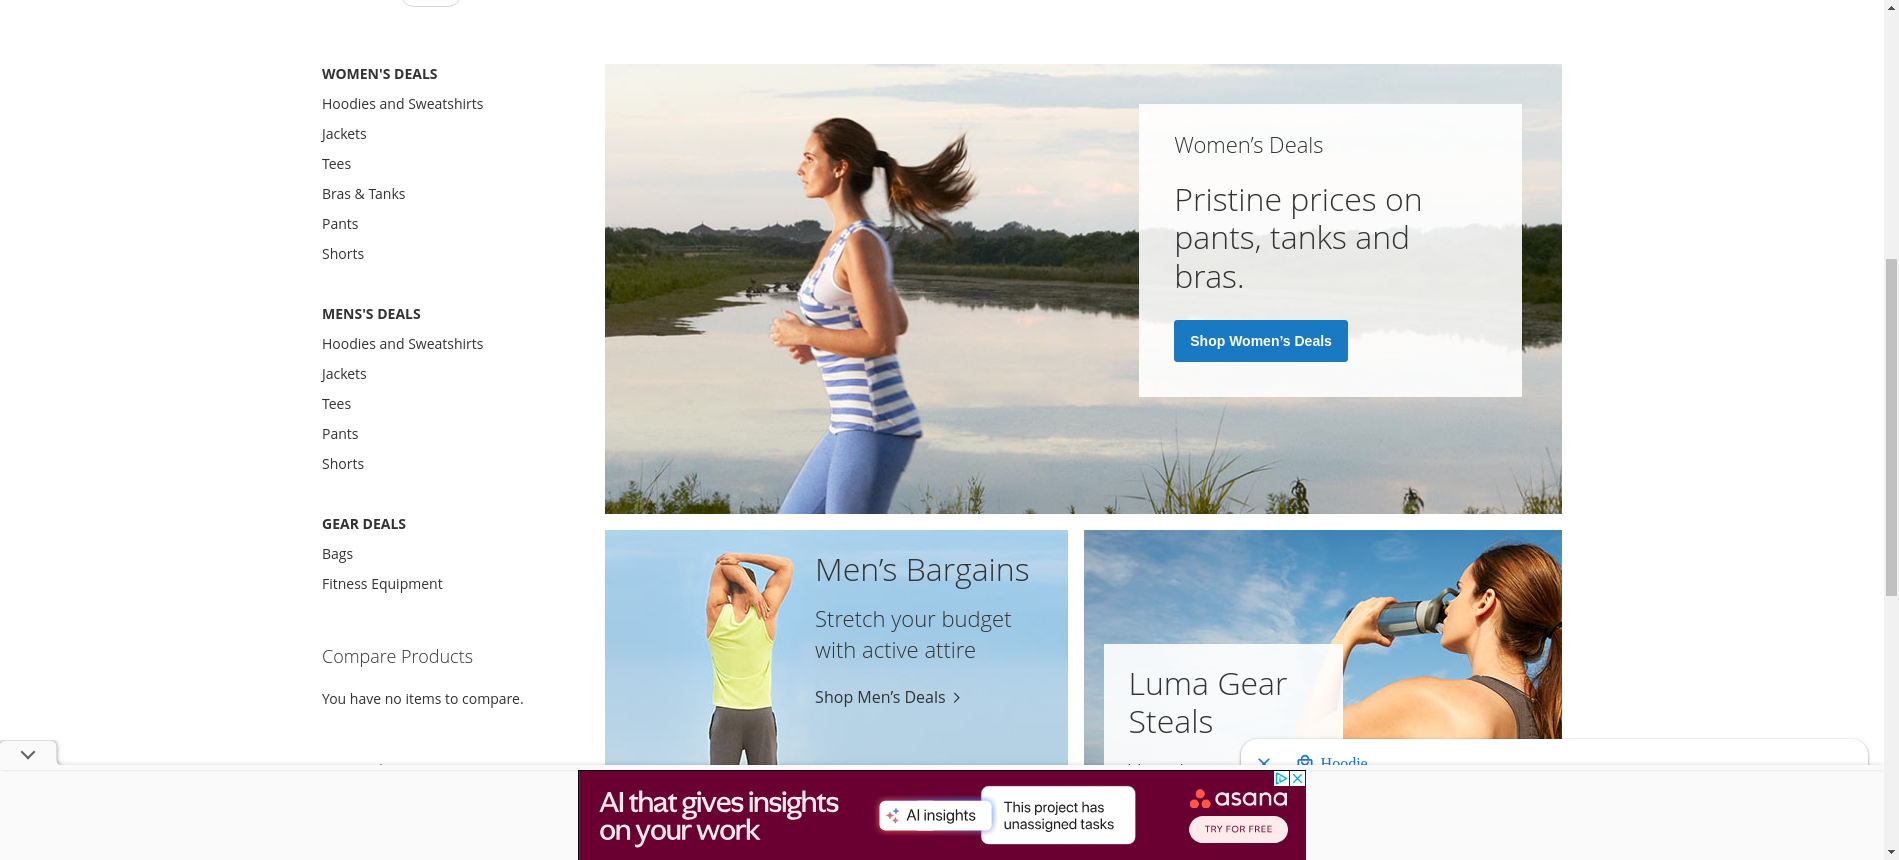 WOMEN'S DEALS
Hoodies and Sweatshirts
Jackets
Tees
Bras & Tanks
Pants
Shorts
MENS'S DEALS
Hoodies and Sweatshirts
Jackets
Tees
Pants
Shorts
GEAR DEALS
Bags
Fitness Equipment
Compare Products
You have no items to compare.
Women’s Deals
Pristine prices on
pants, tanks and
bras.
Shop Women’s Deals
Men’s Bargains
Stretch your budget
with active attire
Shop Men’s Deals
Luma Gear
Steals
Hoodie
AI that gives insights
on your work
AI insights
This project has
unassigned tasks
asana
TRY FOR FREE